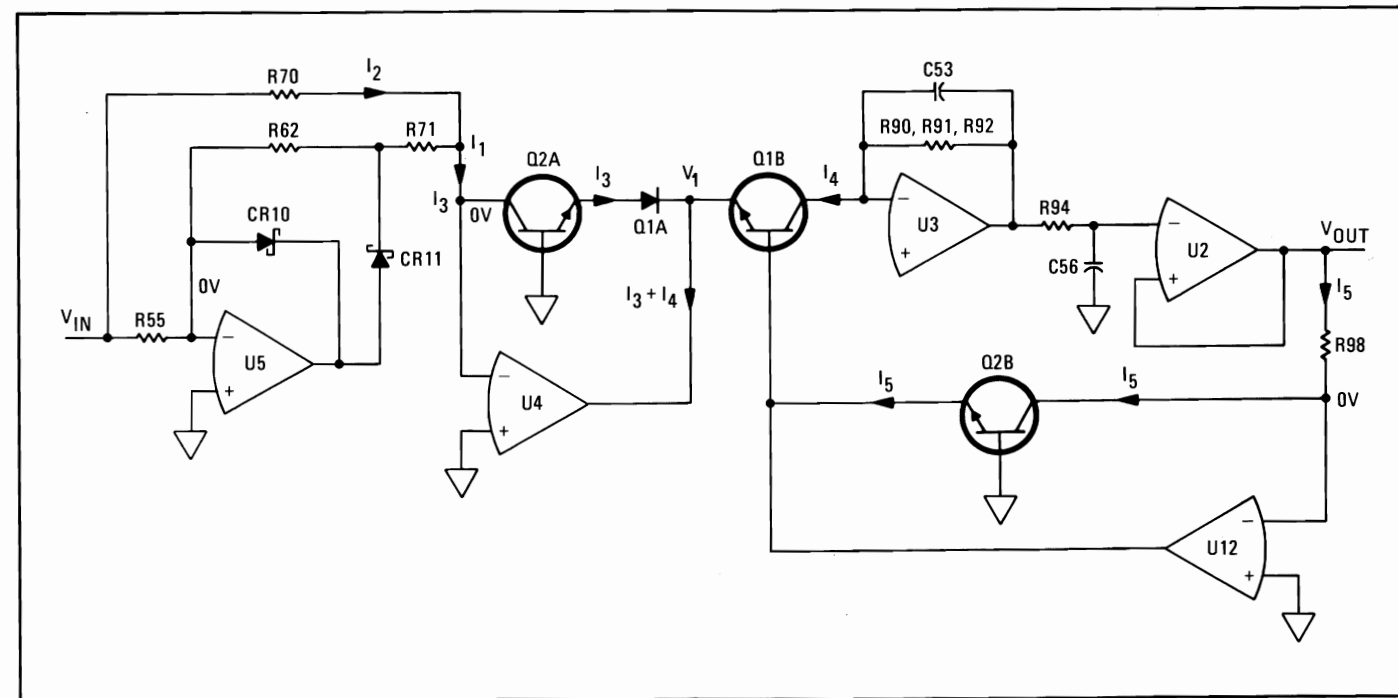 R70
I2
C53
R62
R71
I1
R90, R91, R92
Q2A
Q1B
I3
V1
I4
I3
0V
Q1A
−
U3
+
R94
−
U2
+
VOUT
CR10
CR11
C56
0V
I3 + I4
I5
VIN
R55
−
U5
+
R98
−
U4
+
I5
Q2B
I5
0V
−
U12
+